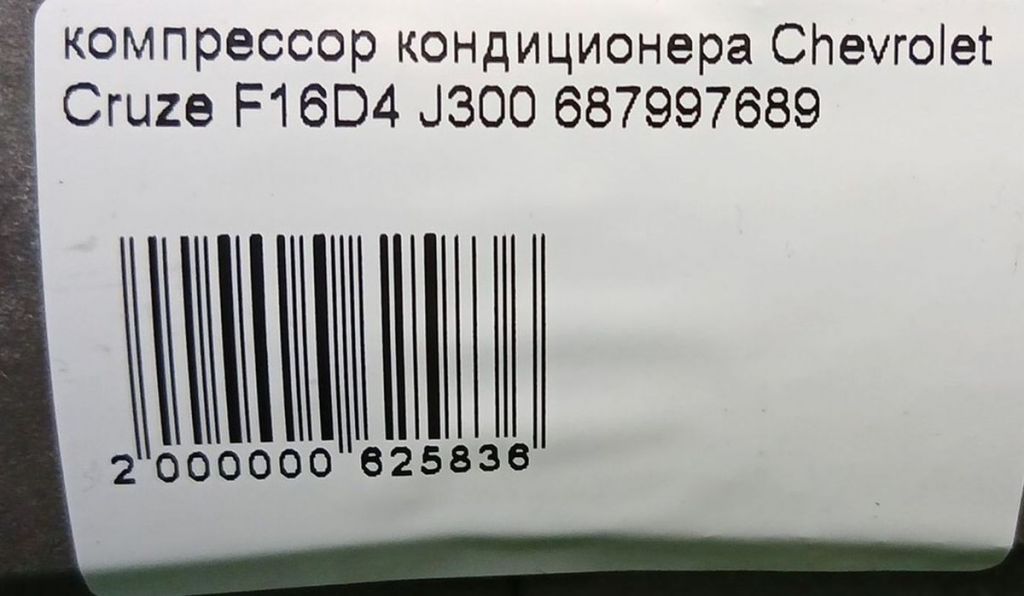 компрессор кондиционера Chevrolet
Cruze F16D4 J300 687997689
2 000000 625836